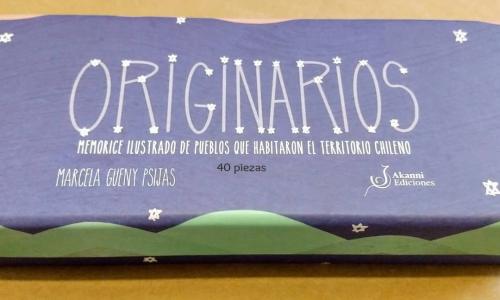 ORIGINARIOS
MEMORICE ILUSTRADO DE PUEBLOS QUE HABITARON EL TERRITORIO CHILENO
40 piezas
MARCELA GUENY PSIJAS
Akanni
Ediciones